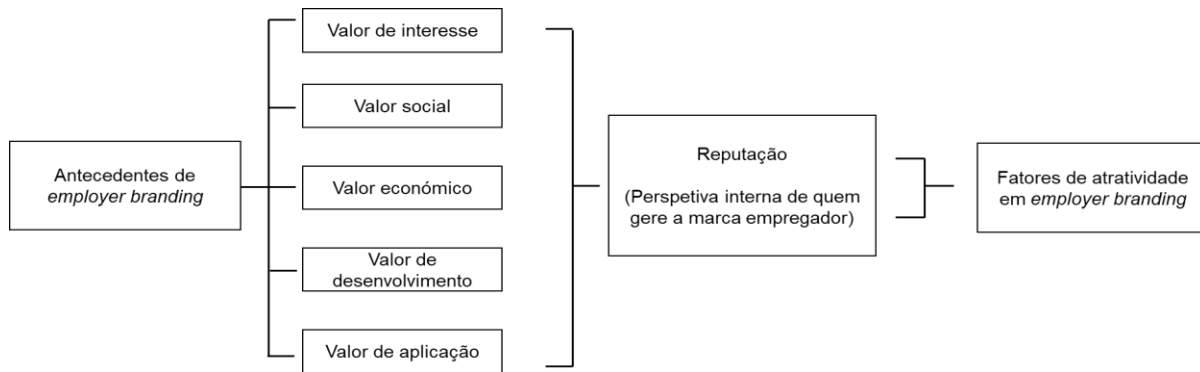 Antecedentes de
employer branding
Valor de interesse
Valor social
Valor económico
Valor de
desenvolvimento
Valor de aplicação
Reputação
(Perspetiva interna de quem
gere a marca empregador)
Fatores de atratividade
em employer branding